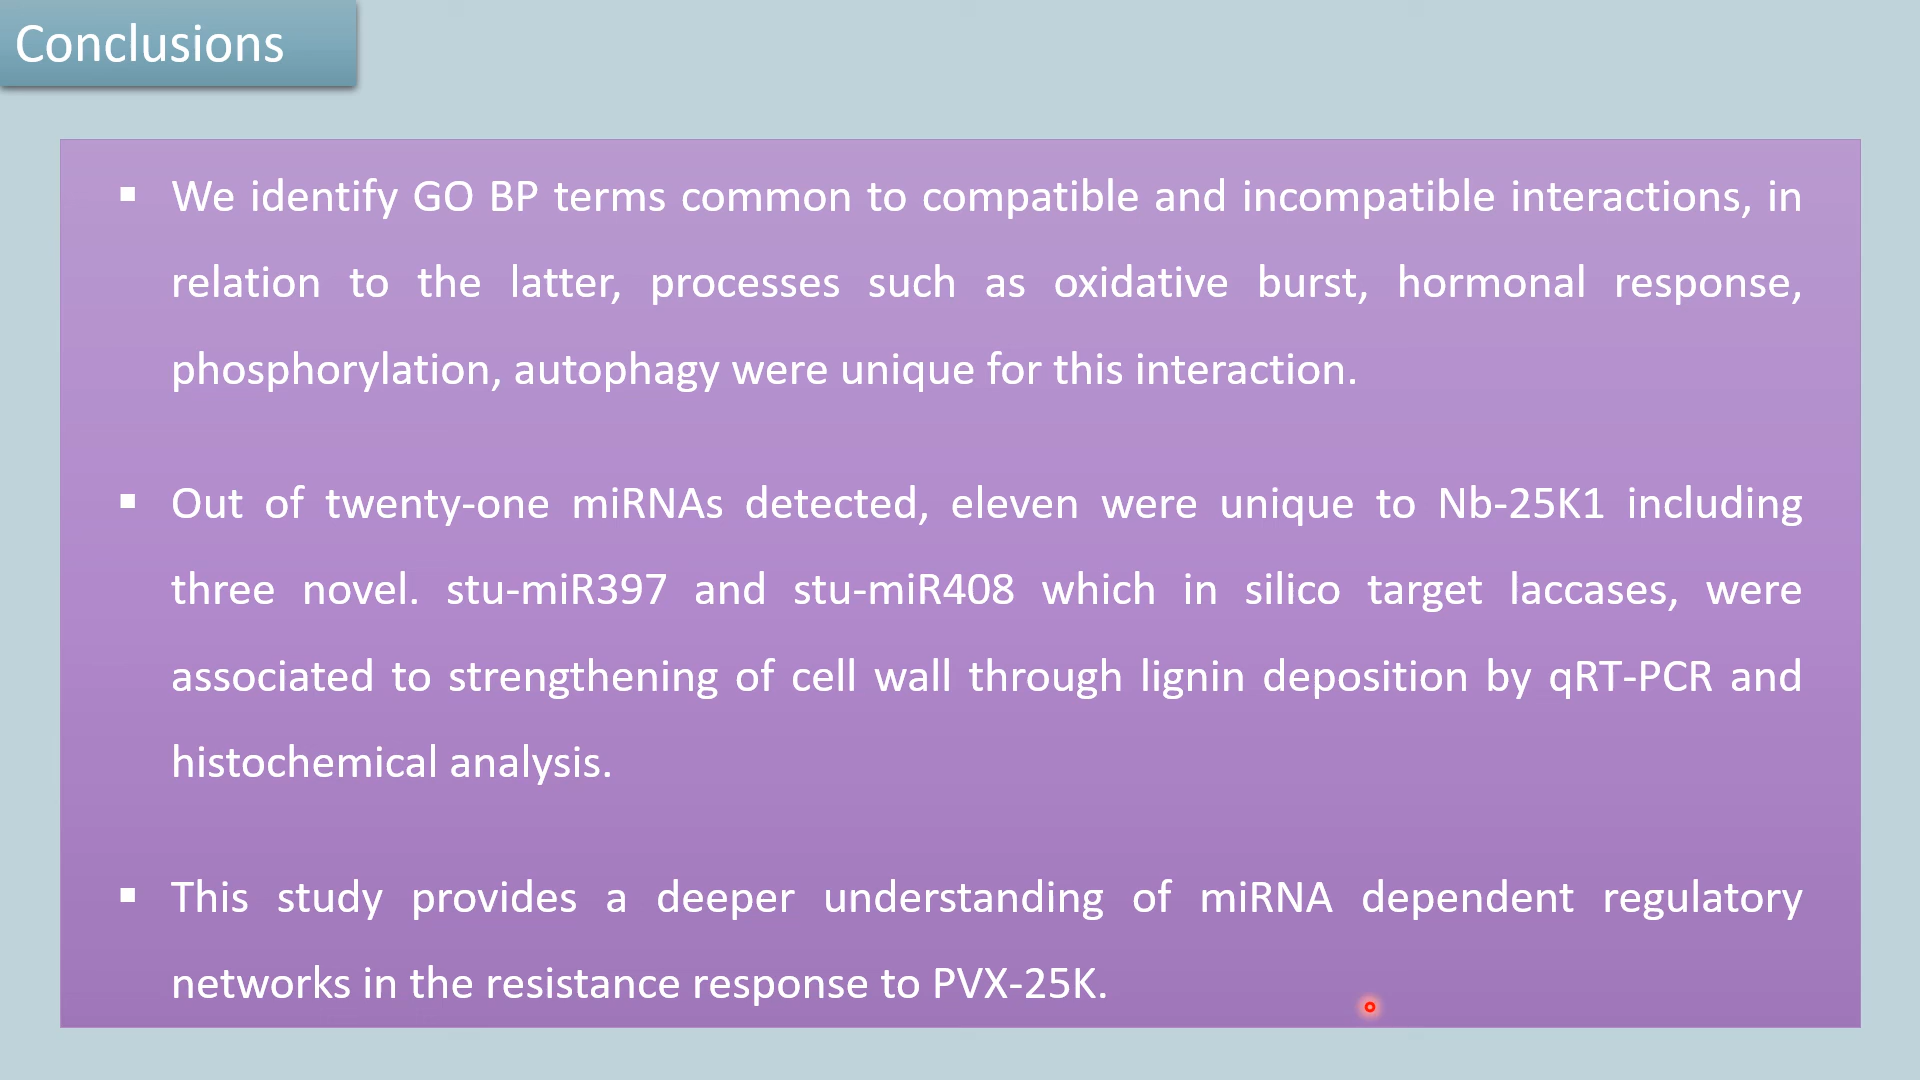 Conclusions
▪ We identify GO BP terms common to compatible and incompatible interactions, in
relation to the latter, processes such as oxidative burst, hormonal response,
phosphorylation, autophagy were unique for this interaction.
▪ Out of twenty-one miRNAs detected, eleven were unique to Nb-25K1 including
three novel. stu-miR397 and stu-miR408 which in silico target laccases, were
associated to strengthening of cell wall through lignin deposition by qRT-PCR and
histochemical analysis.
▪ This study provides a deeper understanding of miRNA dependent regulatory
networks in the resistance response to PVX-25K.